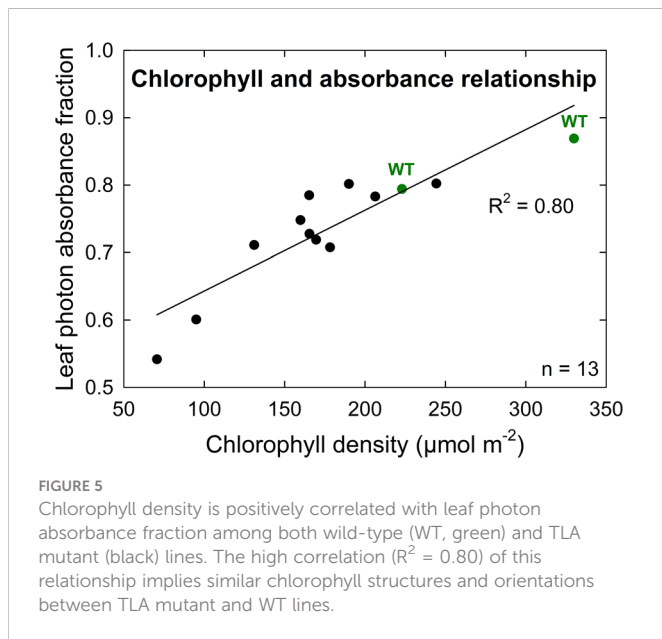 1.0
Chlorophyll and absorbance relationship
0.9
WT
WT
0.8
R² = 0.80
0.7
0.6
n = 13
0.5
Leaf photon absorbance fraction
50 100 150 200 250 300 350
Chlorophyll density (µmol m⁻²)
FIGURE 5
Chlorophyll density is positively correlated with leaf photon
absorbance fraction among both wild-type (WT, green) and TLA
mutant (black) lines. The high correlation (R² = 0.80) of this
relationship implies similar chlorophyll structures and orientations
between TLA mutant and WT lines.